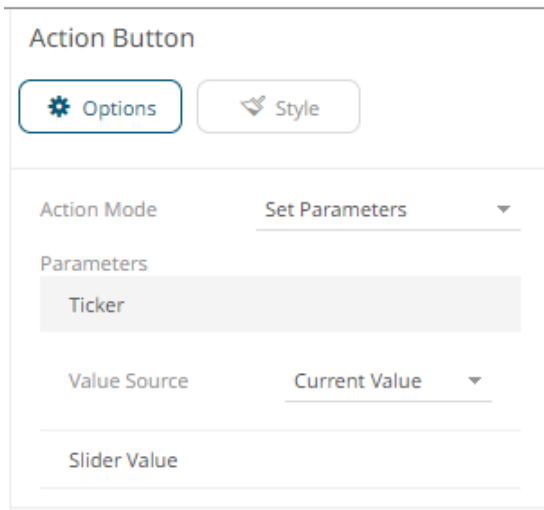 Action Button
Options Style
Action Mode Set Parameters
Parameters
Ticker
Value Source Current Value
Slider Value